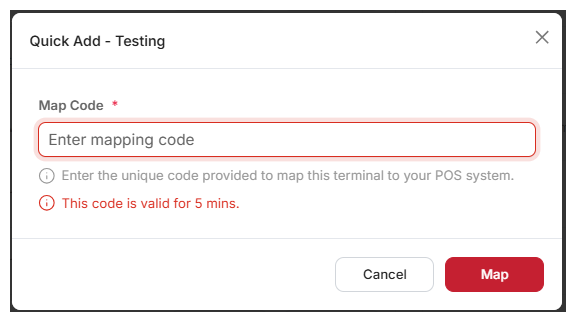 Quick Add - Testing
Map Code *
Enter mapping code
Enter the unique code provided to map this terminal to your POS system.
This code is valid for 5 mins.
Cancel
Map